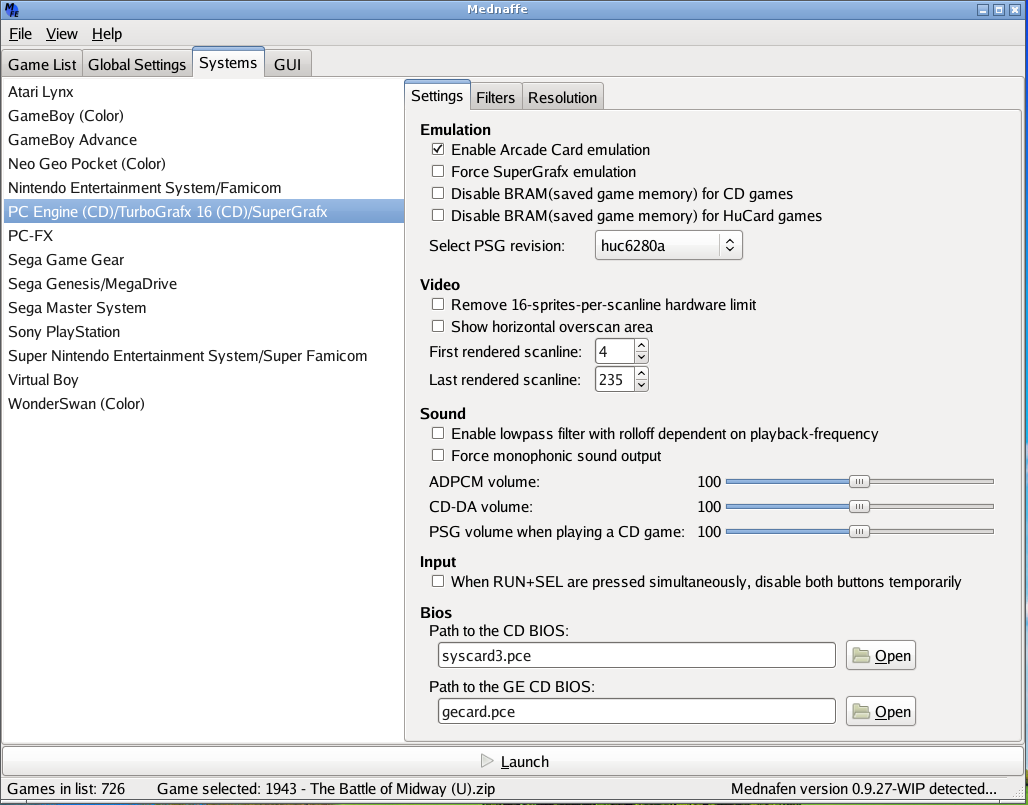 MFE Mednaffe
File View Help
Game List Global Settings Systems GUI
Atari Lynx
GameBoy (Color)
GameBoy Advance
Neo Geo Pocket (Color)
Nintendo Entertainment System/Famicom
PC Engine (CD)/TurboGrafx 16 (CD)/SuperGrafx
PC-FX
Sega Game Gear
Sega Genesis/MegaDrive
Sega Master System
Sony PlayStation
Super Nintendo Entertainment System/Super Famicom
Virtual Boy
WonderSwan (Color)
Settings Filters Resolution
Emulation
Enable Arcade Card emulation
Force SuperGrafx emulation
Disable BRAM(saved game memory) for CD games
Disable BRAM(saved game memory) for HuCard games
Select PSG revision: huc6280a
Video
Remove 16-sprites-per-scanline hardware limit
Show horizontal overscan area
First rendered scanline: 4
Last rendered scanline: 235
Sound
Enable lowpass filter with rolloff dependent on playback-frequency
Force monophonic sound output
ADPCM volume: 100
CD-DA volume: 100
PSG volume when playing a CD game: 100
Input
When RUN+SEL are pressed simultaneously, disable both buttons temporarily
Bios
Path to the CD BIOS:
syscard3.pce Open
Path to the GE CD BIOS:
gecard.pce Open
Launch
Games in list: 726 Game selected: 1943 - The Battle of Midway (U).zip Mednafen version 0.9.27-WIP detected...